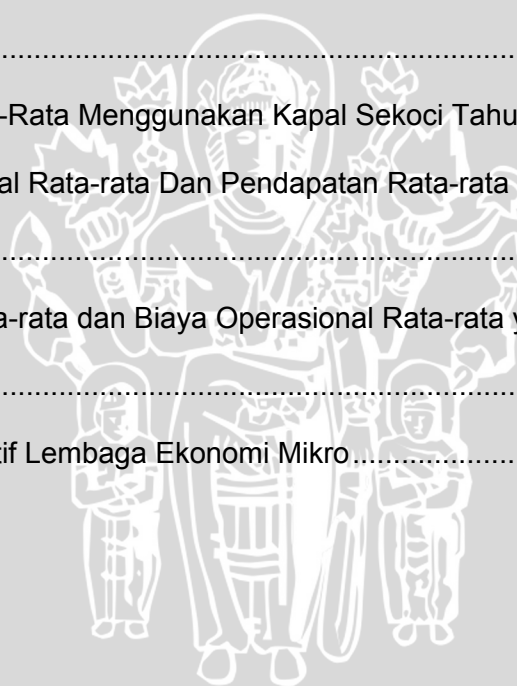 ..........................................................................
-Rata Menggunakan Kapal Sekoci Tahu
al Rata-rata Dan Pendapatan Rata-rata
..........................................................................
a-rata dan Biaya Operasional Rata-rata y
..........................................................................
tif Lembaga Ekonomi Mikro........................